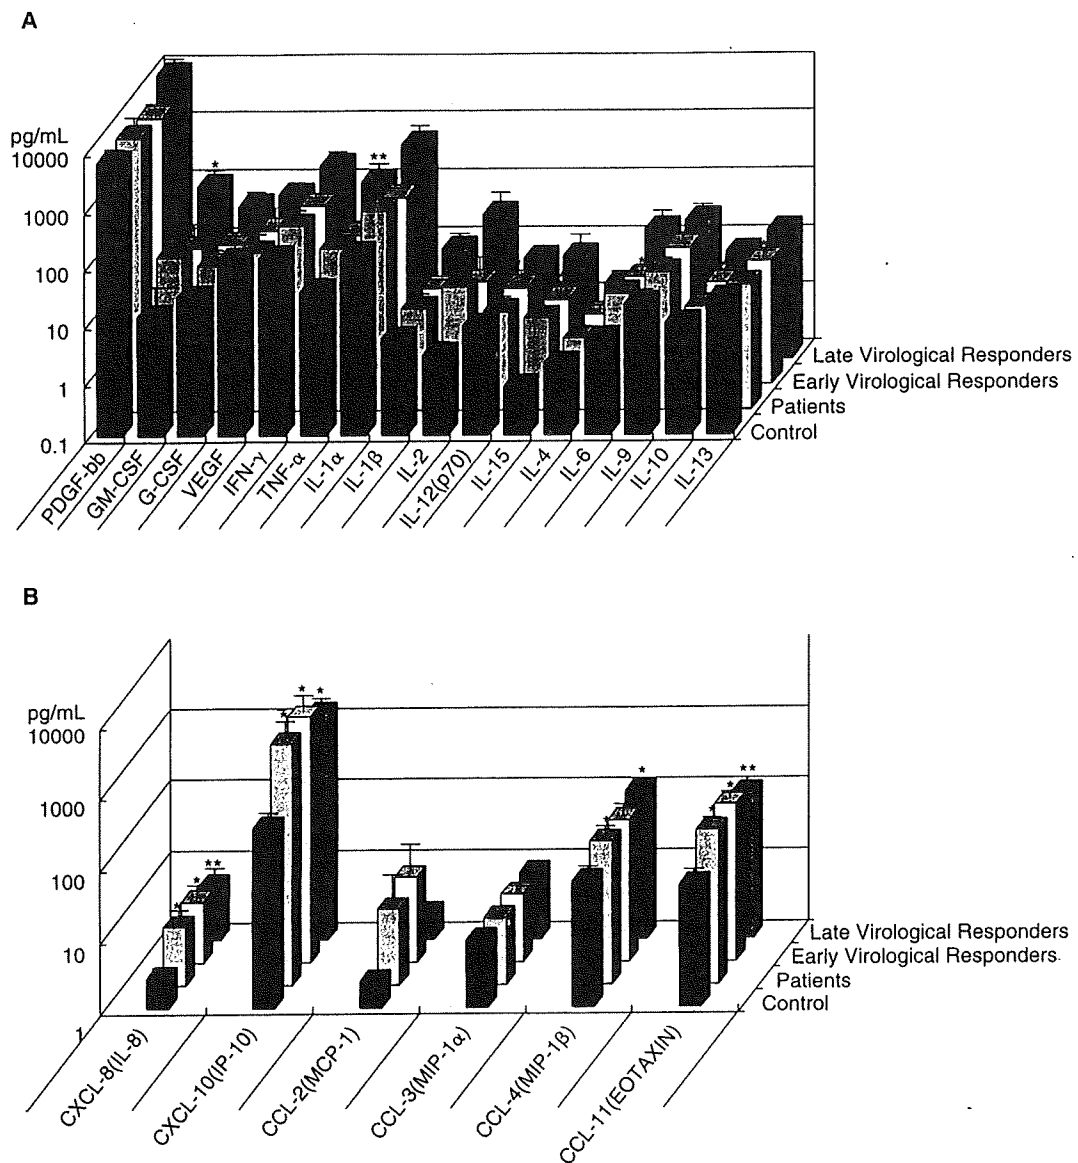 A
pg/mL
10000
1000
100
10
1
0.1
*
**
Late Virological Responders
Early Virological Responders
Patients
Control
PDGF-bb
GM-CSF
G-CSF
VEGF
IFN-γ
TNF-α
IL-1α
IL-1β
IL-2
IL-12(p70)
IL-15
IL-4
IL-6
IL-9
IL-10
IL-13
B
pg/mL
10000
1000
100
10
1
* * **
* * *
* *
* * **
Late Virological Responders
Early Virological Responders.
Patients
Control
CXCL-8(IL-8)
CXCL-10(IP-10)
CCL-2(MCP-1)
CCL-3(MIP-1α)
CCL-4(MIP-1β)
CCL-11(EOTAXIN)